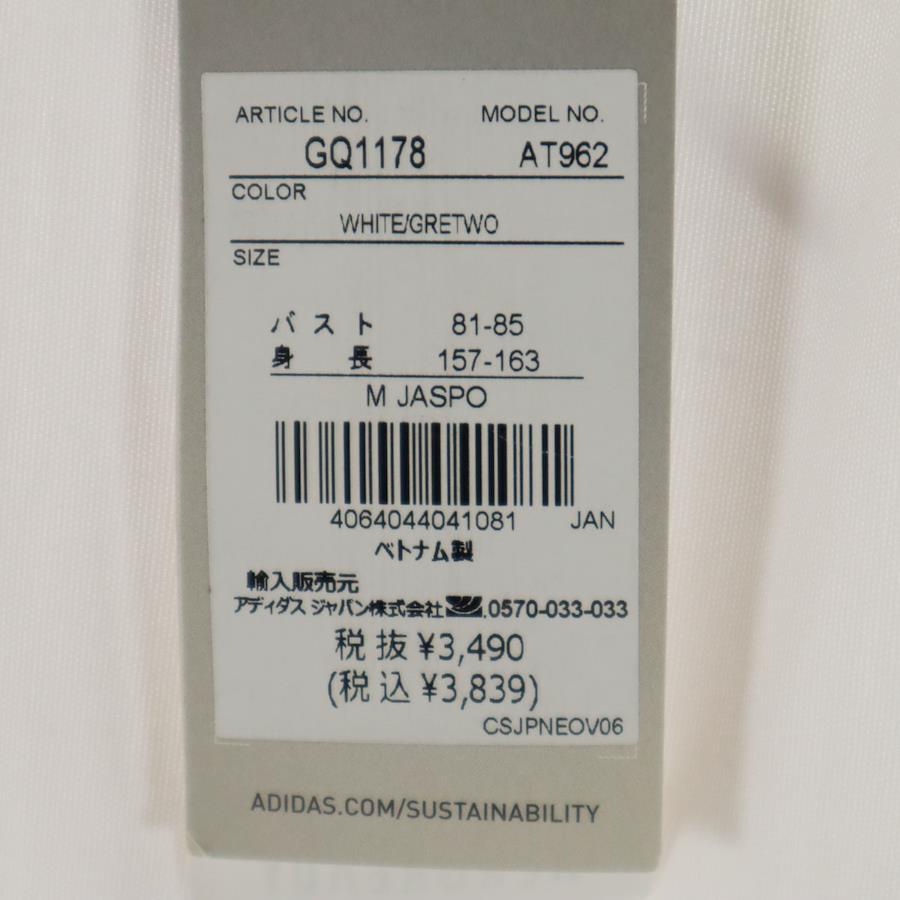 ARTICLE NO. MODEL NO.
GQ1178 AT962
COLOR
WHITE/GRETWO
SIZE
バスト 81-85
身長 157-163
M JASPO
4064044041081 JAN
ベトナム製
輸入販売元
アディダス ジャパン株式会社 .0570-033-033
税抜 ¥3,490
(税込 ¥3,839)
CSJPNEOV06
ADIDAS.COM/SUSTAINABILITY